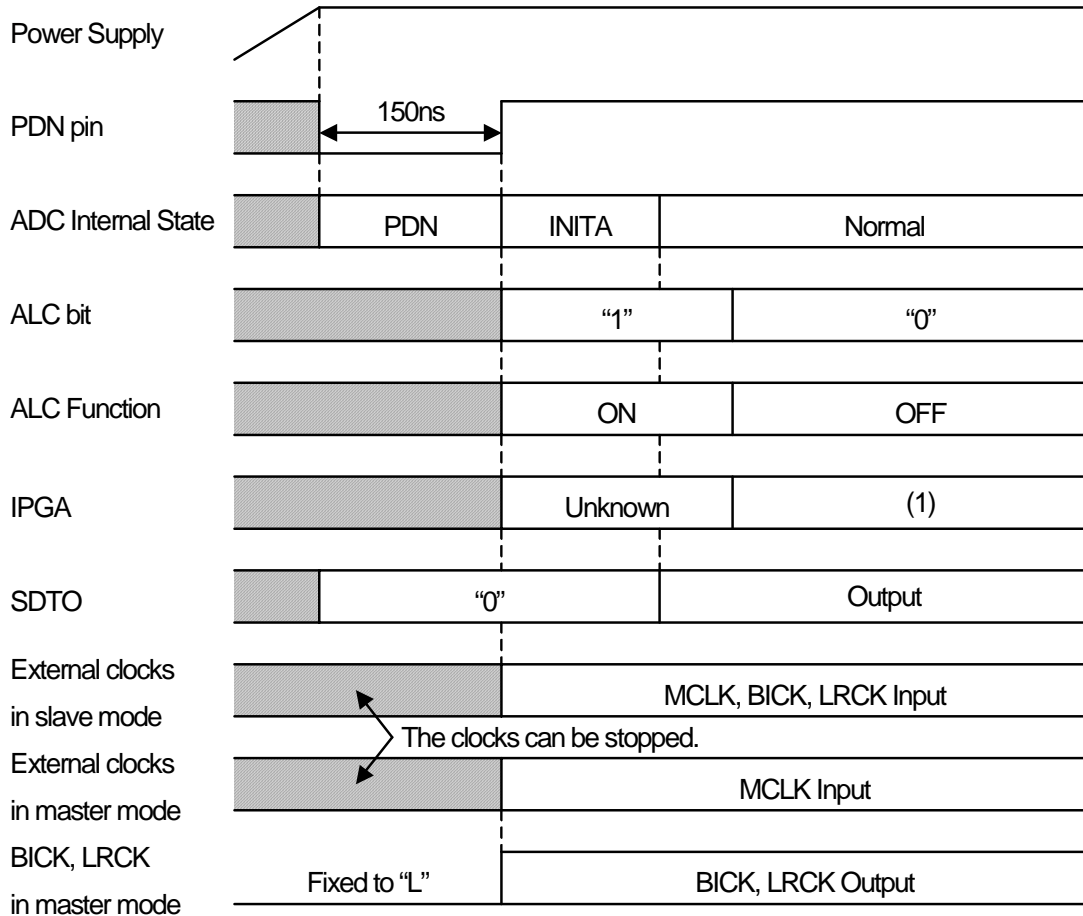 Power Supply
PDN pin
150ns
ADC Internal State
PDN
INITA
Normal
ALC bit
“1”
“0”
ALC Function
ON
OFF
IPGA
Unknown
(1)
SDTO
“0”
Output
External clocks
in slave mode
MCLK, BICK, LRCK Input
The clocks can be stopped.
External clocks
in master mode
MCLK Input
BICK, LRCK
in master mode
Fixed to “L”
BICK, LRCK Output